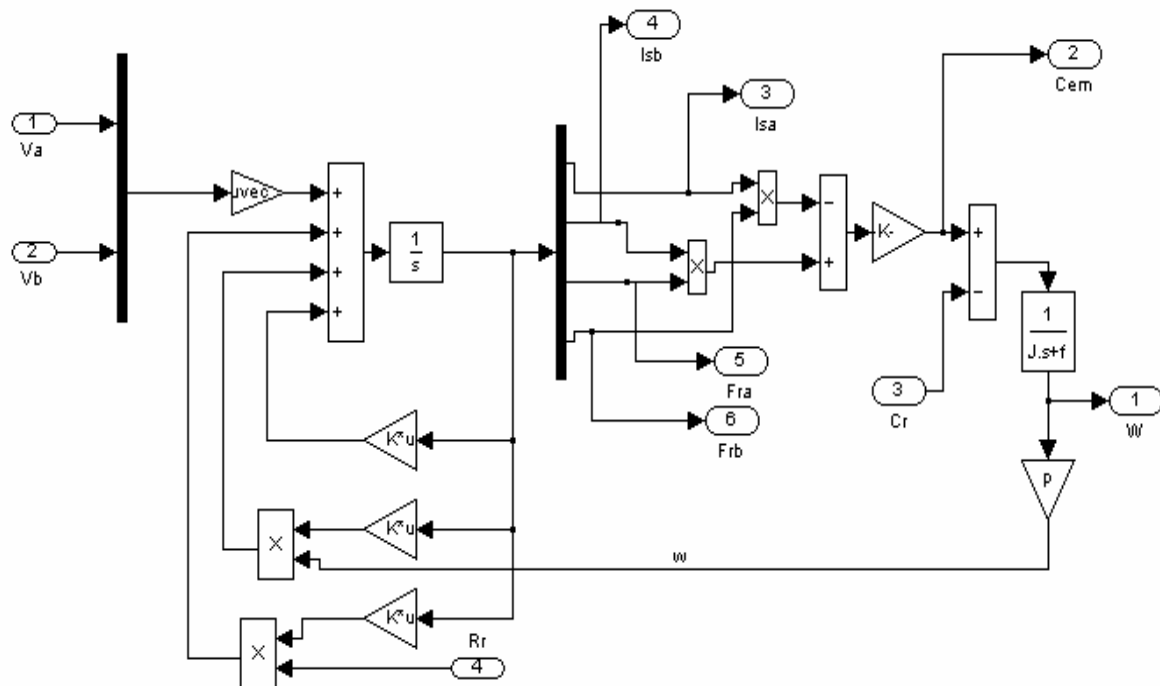 4
Isb
2
Cem
3
Isa
1
Va
+
X
-
K-
+
+
1
s
2
Vb
+
X
+
-
+
1
J.s+f
+
5
Fra
3
Cr
1
W
6
Frb
K*u
p
X
K*u
w
K*u
Rr
X
4